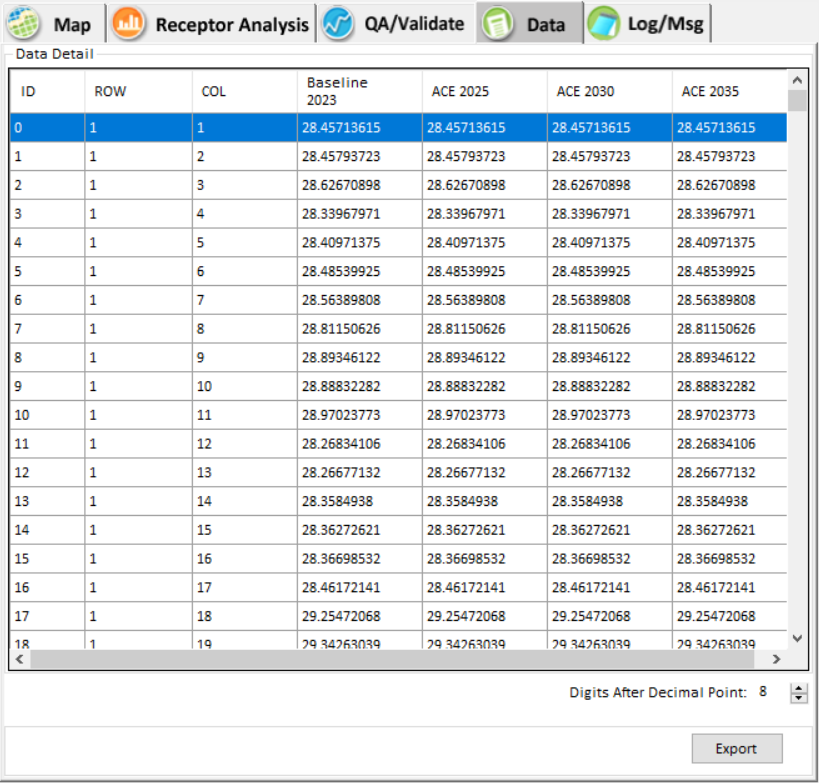 Map Receptor Analysis QA/Validate Data Log/Msg
Data Detail
ID ROW COL Baseline 2023 ACE 2025 ACE 2030 ACE 2035
0 1 1 28.45713615 28.45713615 28.45713615 28.45713615
1 1 2 28.45793723 28.45793723 28.45793723 28.45793723
2 1 3 28.62670898 28.62670898 28.62670898 28.62670898
3 1 4 28.33967971 28.33967971 28.33967971 28.33967971
4 1 5 28.40971375 28.40971375 28.40971375 28.40971375
5 1 6 28.48539925 28.48539925 28.48539925 28.48539925
6 1 7 28.56389808 28.56389808 28.56389808 28.56389808
7 1 8 28.81150626 28.81150626 28.81150626 28.81150626
8 1 9 28.89346122 28.89346122 28.89346122 28.89346122
9 1 10 28.88832282 28.88832282 28.88832282 28.88832282
10 1 11 28.97023773 28.97023773 28.97023773 28.97023773
11 1 12 28.26834106 28.26834106 28.26834106 28.26834106
12 1 13 28.26677132 28.26677132 28.26677132 28.26677132
13 1 14 28.3584938 28.3584938 28.3584938 28.3584938
14 1 15 28.36272621 28.36272621 28.36272621 28.36272621
15 1 16 28.36698532 28.36698532 28.36698532 28.36698532
16 1 17 28.46172141 28.46172141 28.46172141 28.46172141
17 1 18 29.25472068 29.25472068 29.25472068 29.25472068
18 1 19 29.34263039 29.34263039 29.34263039 29.34263039
Digits After Decimal Point: 8
Export